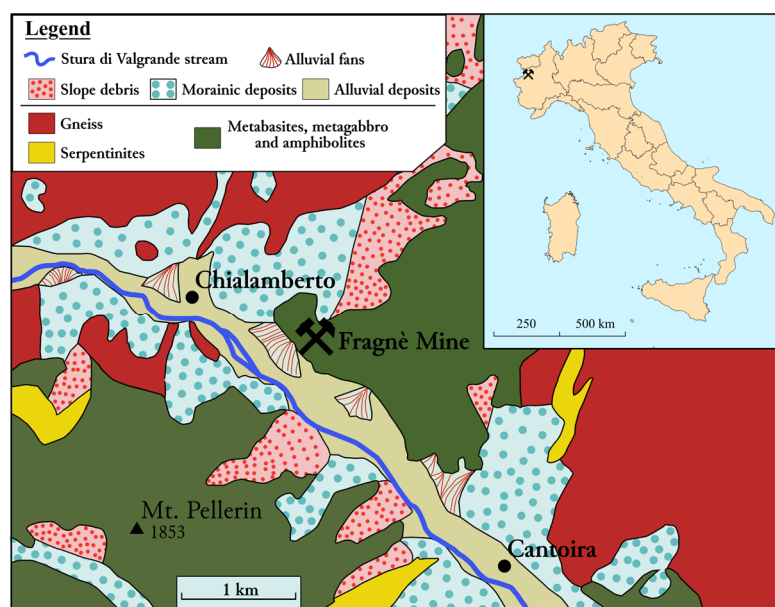 Legend
Stura di Valgrande stream
Alluvial fans
Slope debris
Morainic deposits
Alluvial deposits
Gneiss
Metabasites, metagabbro
and amphibolites
Serpentinites
250
500 km
Chialamberto
Fragnè Mine
Mt. Pellerin
1853
Cantoira
1 km